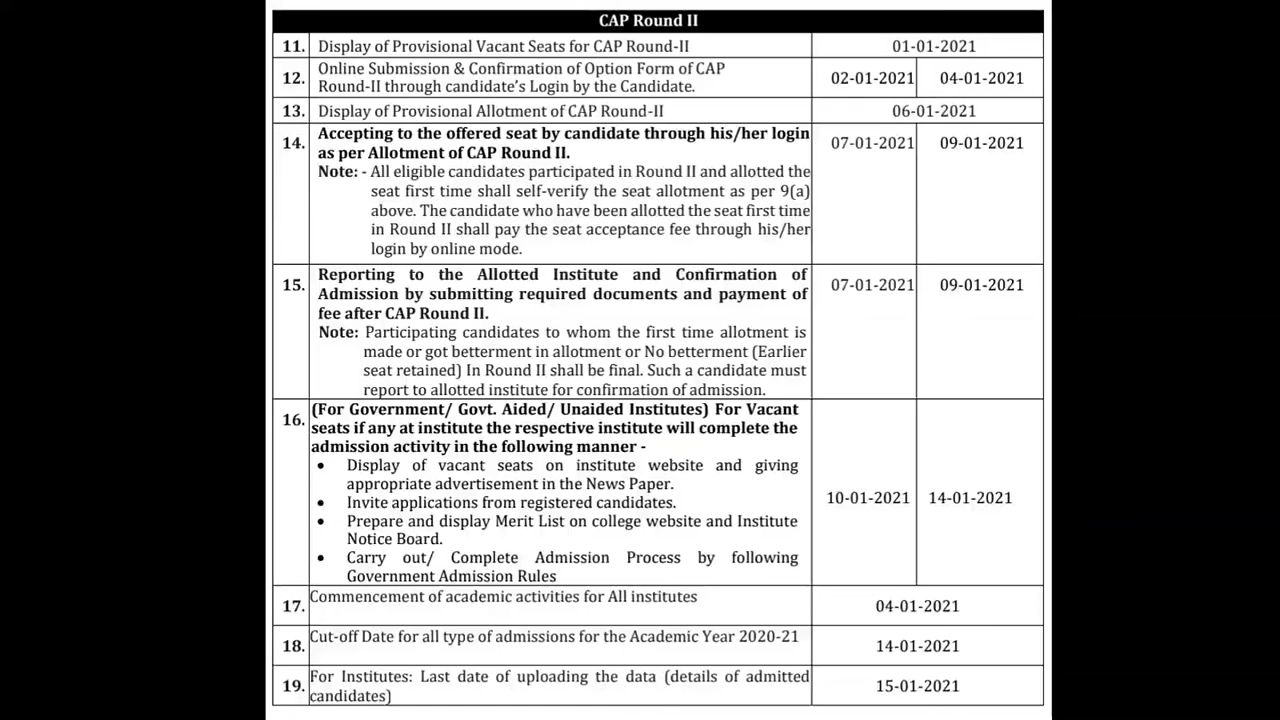 CAP Round II
11. Display of Provisional Vacant Seats for CAP Round-II 01-01-2021
12. Online Submission & Confirmation of Option Form of CAP
Round-II through candidate's Login by the Candidate. 02-01-2021 04-01-2021
13. Display of Provisional Allotment of CAP Round-II 06-01-2021
14. Accepting to the offered seat by candidate through his/her login
as per Allotment of CAP Round II. 07-01-2021 09-01-2021
Note: - All eligible candidates participated in Round II and allotted the
seat first time shall self-verify the seat allotment as per 9(a)
above. The candidate who have been allotted the seat first time
in Round II shall pay the seat acceptance fee through his/her
login by online mode.
15. Reporting to the Allotted Institute and Confirmation of
Admission by submitting required documents and payment of 07-01-2021 09-01-2021
fee after CAP Round II.
Note: Participating candidates to whom the first time allotment is
made or got betterment in allotment or No betterment (Earlier
seat retained) In Round II shall be final. Such a candidate must
report to allotted institute for confirmation of admission.
16. (For Government/ Govt. Aided/ Unaided Institutes) For Vacant
seats if any at institute the respective institute will complete the
admission activity in the following manner -
• Display of vacant seats on institute website and giving
appropriate advertisement in the News Paper.
• Invite applications from registered candidates. 10-01-2021 14-01-2021
• Prepare and display Merit List on college website and Institute
Notice Board.
• Carry out/ Complete Admission Process by following
Government Admission Rules
17. Commencement of academic activities for All institutes 04-01-2021
18. Cut-off Date for all type of admissions for the Academic Year 2020-21 14-01-2021
19. For Institutes: Last date of uploading the data (details of admitted
candidates) 15-01-2021